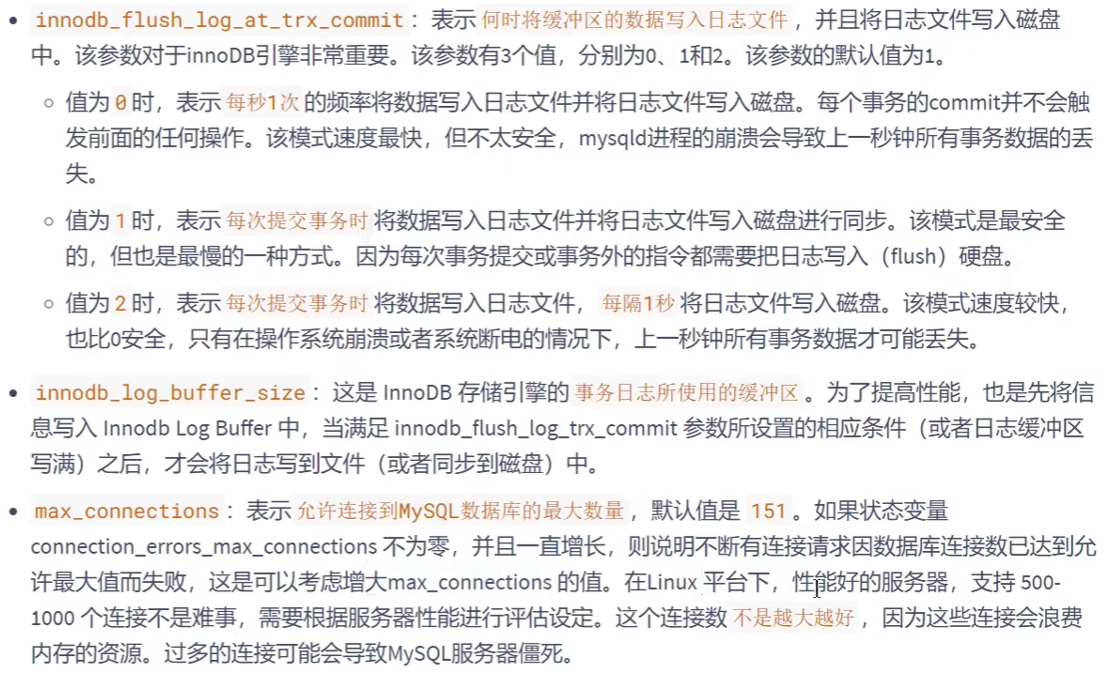 • innodb_flush_log_at_trx_commit：表示 何时将缓冲区的数据写入日志文件，并且将日志文件写入磁盘
中。该参数对于innoDB引擎非常重要。该参数有3个值，分别为0、1和2。该参数的默认值为1。
○ 值为 0 时，表示 每秒1次 的频率将数据写入日志文件并将日志文件写入磁盘。每个事务的commit并不会触
发前面的任何操作。该模式速度最快，但不太安全，mysqld进程的崩溃会导致上一秒钟所有事务数据的丢
失。
○ 值为 1 时，表示 每次提交事务时 将数据写入日志文件并将日志文件写入磁盘进行同步。该模式是最安全
的，但也是最慢的一种方式。因为每次事务提交或事务外的指令都需要把日志写入（flush）硬盘。
○ 值为 2 时，表示 每次提交事务时 将数据写入日志文件， 每隔1秒 将日志文件写入磁盘。该模式速度较快，
也比0安全，只有在操作系统崩溃或者系统断电的情况下，上一秒钟所有事务数据才可能丢失。
• innodb_log_buffer_size：这是 InnoDB 存储引擎的 事务日志所使用的缓冲区 。为了提高性能，也是先将信
息写入 Innodb Log Buffer 中，当满足 innodb_flush_log_trx_commit 参数所设置的相应条件（或者日志缓冲区
写满）之后，才会将日志写到文件（或者同步到磁盘）中。
• max_connections：表示 允许连接到MySQL数据库的最大数量 ，默认值是 151 。如果状态变量
connection_errors_max_connections 不为零，并且一直增长，则说明不断有连接请求因数据库连接数已达到允
许最大值而失败，这是可以考虑增大max_connections 的值。在Linux 平台下，性能好的服务器，支持 500-
1000 个连接不是难事，需要根据服务器性能进行评估设定。这个连接数 不是越大越好 ，因为这些连接会浪费
内存的资源。过多的连接可能会导致MySQL服务器僵死。